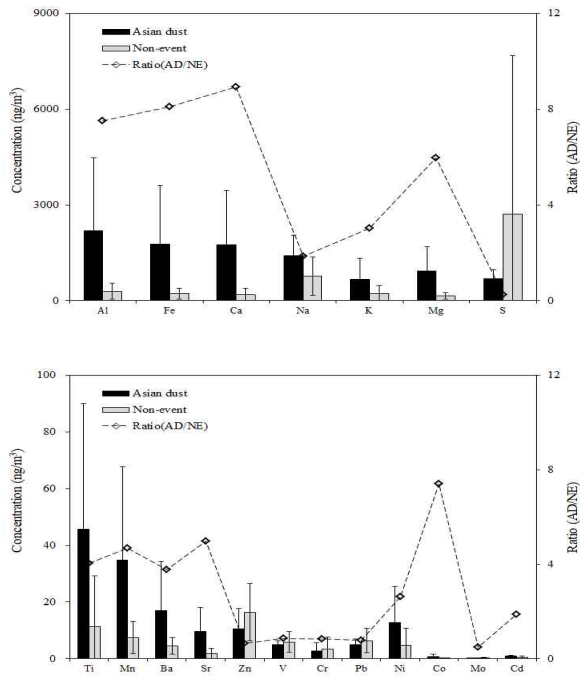 9000
6000
3000
0
Concentration (ng/m³)
Asian dust
Non-event
Ratio(AD/NE)
12
8
4
0
Ratio (AD/NE)
Al Fe Ca Na K Mg S
100
80
60
40
20
0
Concentration (ng/m³)
Asian dust
Non-event
Ratio(AD/NE)
12
8
4
0
Ratio (AD/NE)
Ti Mn Ba Sr Zn V Cr Pb Ni Co Mo Cd